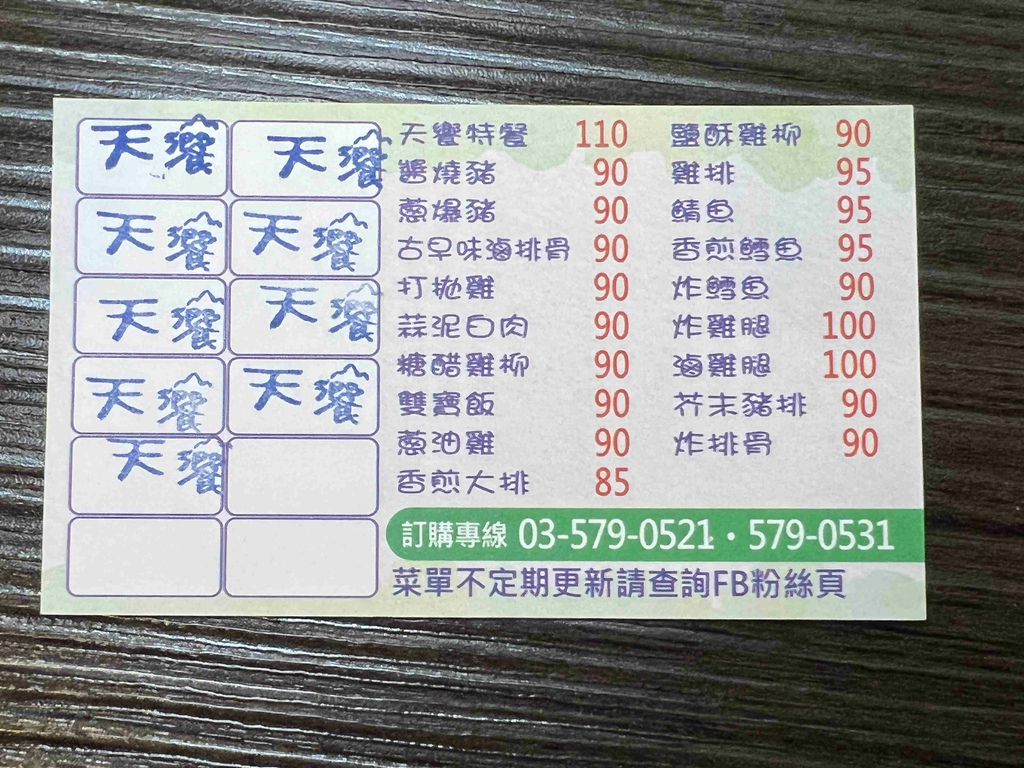 天饗 天饗
天饗 天饗
天饗 天饗
天饗 天饗
天饗
天饗特餐 110
醬燒豬 90
蔥爆豬 90
古早味滷排骨 90
打拋雞 90
蒜泥白肉 90
糖醋雞柳 90
雙寶飯 90
蔥油雞 90
香煎大排 85
鹽酥雞柳 90
雞排 95
鯖魚 95
香煎鱈魚 95
炸鱈魚 90
炸雞腿 100
滷雞腿 100
芥末豬排 90
炸排骨 90
訂購專線 03-579-0521・579-0531
菜單不定期更新請查詢FB粉絲頁